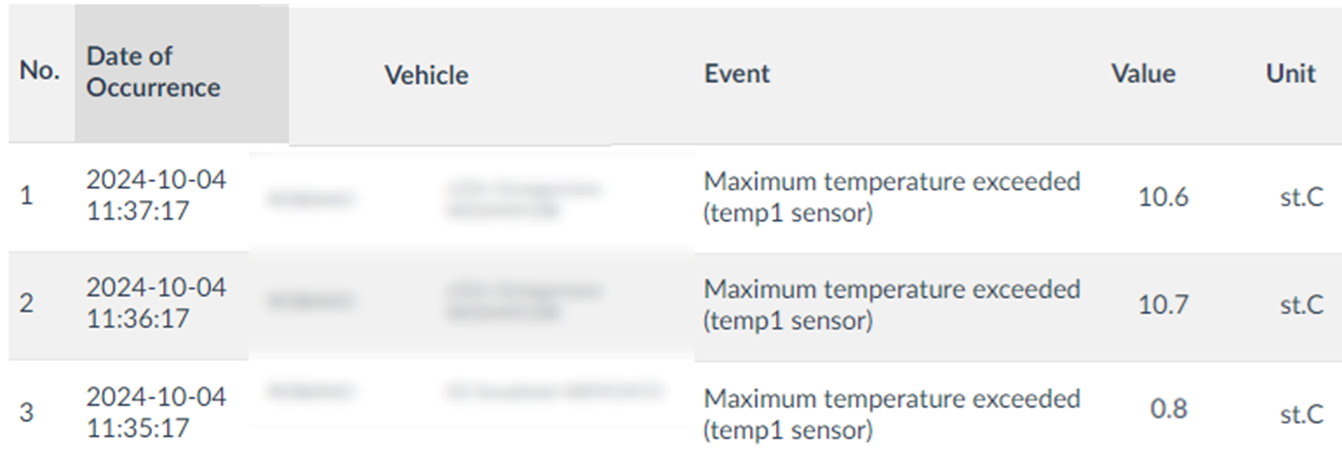 No. Date of Occurrence Vehicle Event Value Unit
1 2024-10-04 11:37:17 Maximum temperature exceeded (temp1 sensor) 10.6 st.C
2 2024-10-04 11:36:17 Maximum temperature exceeded (temp1 sensor) 10.7 st.C
3 2024-10-04 11:35:17 Maximum temperature exceeded (temp1 sensor) 0.8 st.C